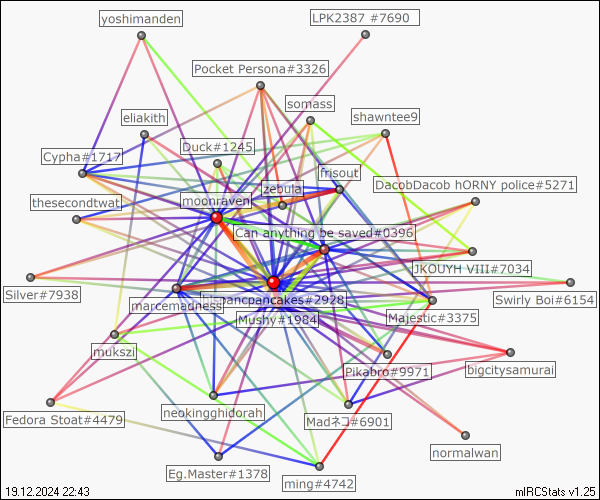 yoshimanden
LPK2387 #7690
Pocket Persona#3326
somass
eliakith
shawntee9
Duck#1245
Cypha#1717
frisout
zebula
DacobDacob hORNY police#5271
thesecondtwat
moonraven
Can anything be saved#0396
JKOUYH VIII#7034
Silver#7938
hispancpancakes#2928
Swirly Boi#6154
marcemadness
Mushy#1984
Majestic#3375
mukszi
Pikabro#9971
bigcitysamurai
Fedora Stoat#4479
neokingghidorah
Madネコ#6901
normalwan
Eg.Master#1378
ming#4742
19.12.2024 22:43
mIRCStats v1.25